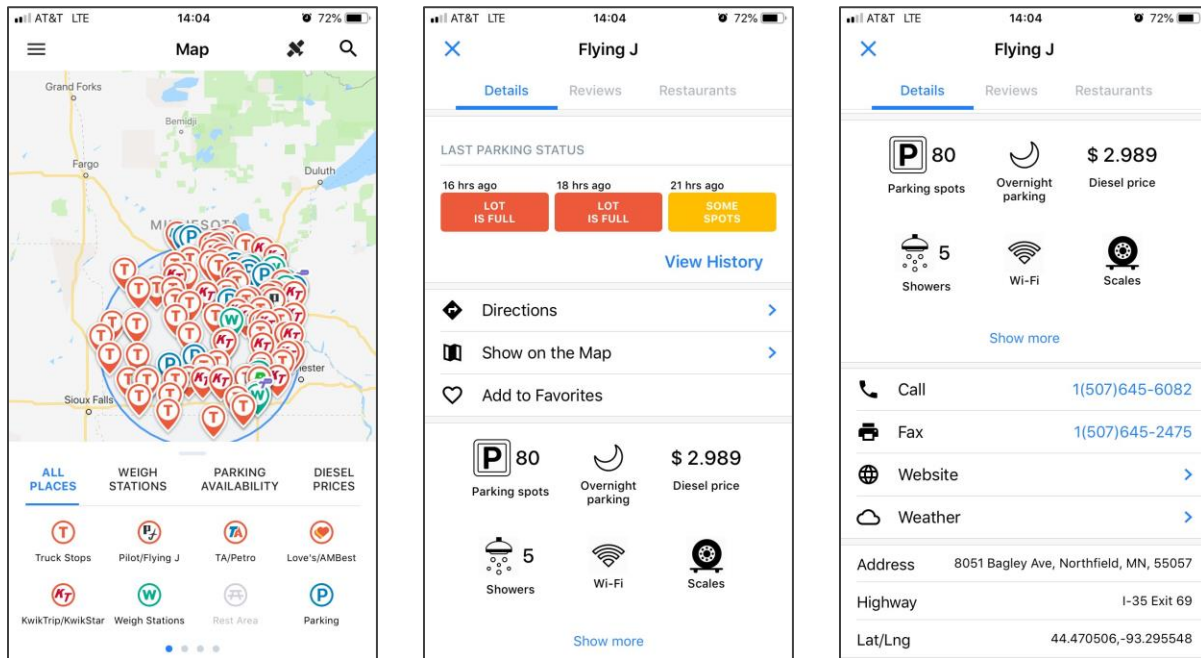 AT&T LTE 14:04 72%
Map
Grand Forks
Bemidji
Fargo
Duluth
MINNESOTA
Sioux Falls
ALL PLACES
WEIGH STATIONS
PARKING AVAILABILITY
DIESEL PRICES
T
Truck Stops
Pilot/Flying J
TA
TA/Petro
Love's/AMBest
KT
KwikTrip/KwikStar
W
Weigh Stations
Rest Area
P
Parking
AT&T LTE 14:04 72%
Flying J
Details Reviews Restaurants
LAST PARKING STATUS
16 hrs ago 18 hrs ago 21 hrs ago
LOT LOT SOME
IS FULL IS FULL SPOTS
View History
Directions
Show on the Map
Add to Favorites
P 80 $ 2.989
Parking spots Overnight Diesel price
parking
5
Showers Wi-Fi Scales
Show more
AT&T LTE 14:04 72%
Flying J
Details Reviews Restaurants
P 80 $ 2.989
Parking spots Overnight Diesel price
parking
5
Showers Wi-Fi Scales
Show more
Call 1(507)645-6082
Fax 1(507)645-2475
Website
Weather
Address 8051 Bagley Ave, Northfield, MN, 55057
Highway I-35 Exit 69
Lat/Lng 44.470506,-93.295548